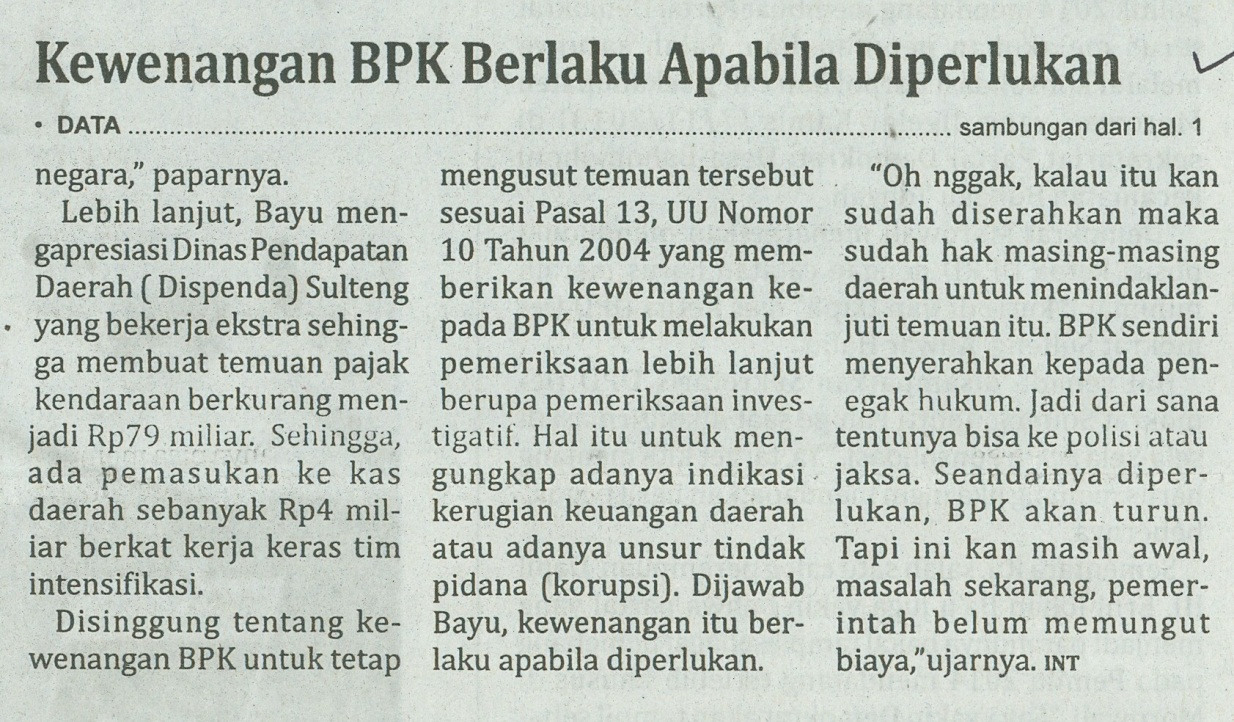 Kewenangan BPK Berlaku Apabila Diperlukan
• DATA ........................................................................................................................ sambungan dari hal. 1
negara,” paparnya.
Lebih lanjut, Bayu men-
gapresiasi Dinas Pendapatan
Daerah ( Dispenda) Sulteng
yang bekerja ekstra sehing-
ga membuat temuan pajak
kendaraan berkurang men-
jadi Rp79 miliar. Sehingga,
ada pemasukan ke kas
daerah sebanyak Rp4 mil-
iar berkat kerja keras tim
intensifikasi.
Disinggung tentang ke-
wenangan BPK untuk tetap
mengusut temuan tersebut
sesuai Pasal 13, UU Nomor
10 Tahun 2004 yang mem-
berikan kewenangan ke-
pada BPK untuk melakukan
pemeriksaan lebih lanjut
berupa pemeriksaan inves-
tigatif. Hal itu untuk men-
gungkap adanya indikasi
kerugian keuangan daerah
atau adanya unsur tindak
pidana (korupsi). Dijawab
Bayu, kewenangan itu ber-
laku apabila diperlukan.
“Oh nggak, kalau itu kan
sudah diserahkan maka
sudah hak masing-masing
daerah untuk menindaklan-
juti temuan itu. BPK sendiri
menyerahkan kepada pen-
egak hukum. Jadi dari sana
tentunya bisa ke polisi atau
jaksa. Seandainya diper-
lukan, BPK akan turun.
Tapi ini kan masih awal,
masalah sekarang, pemer-
intah belum memungut
biaya,”ujarnya. INT